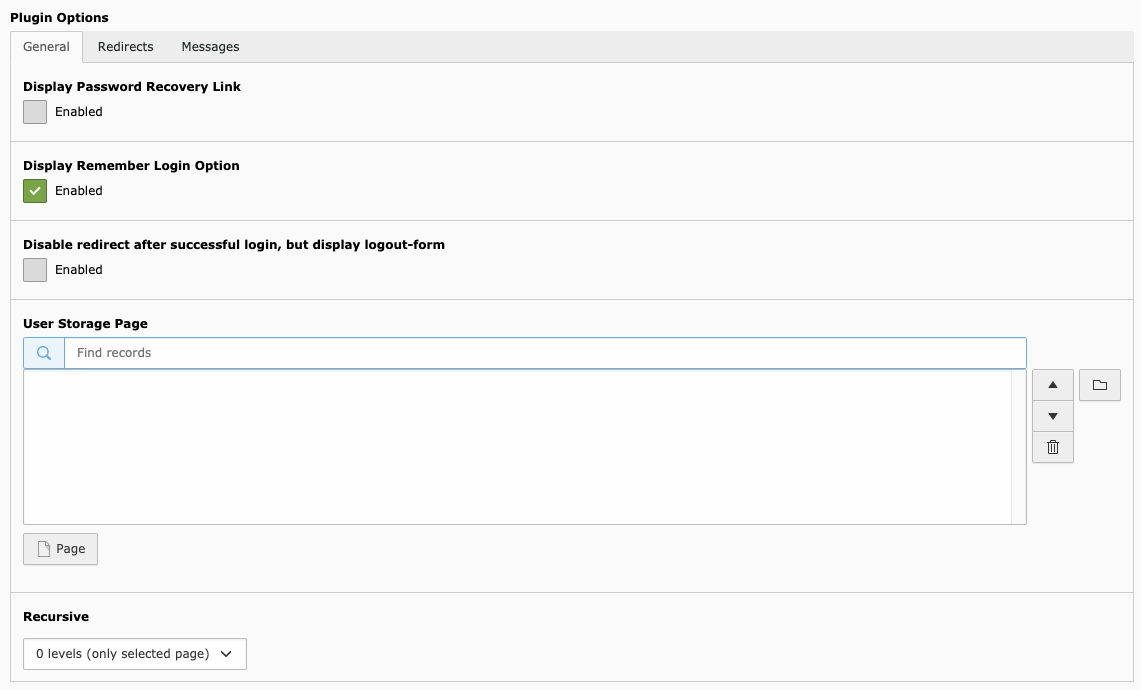 Plugin Options
General Redirects Messages
Display Password Recovery Link
Enabled
Display Remember Login Option
Enabled
Disable redirect after successful login, but display logout-form
Enabled
User Storage Page
Find records
Page
Recursive
0 levels (only selected page)